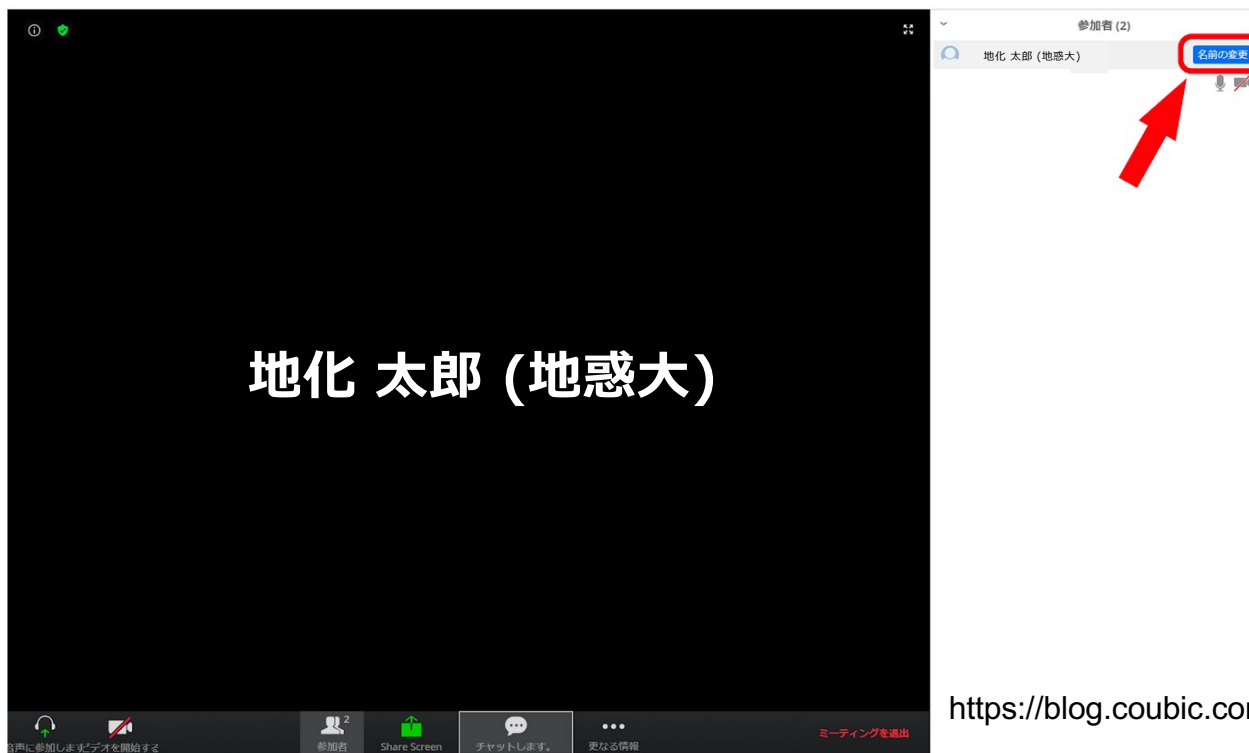 参加者 (2)
地化 太郎 (地惑大)
名前の変更
地化 太郎 (地惑大)
https://blog.coubic.co
音声に参加します
ビデオを開始する
参加者 2
Share Screen
チャットします。
更なる情報
ミーティングを退出